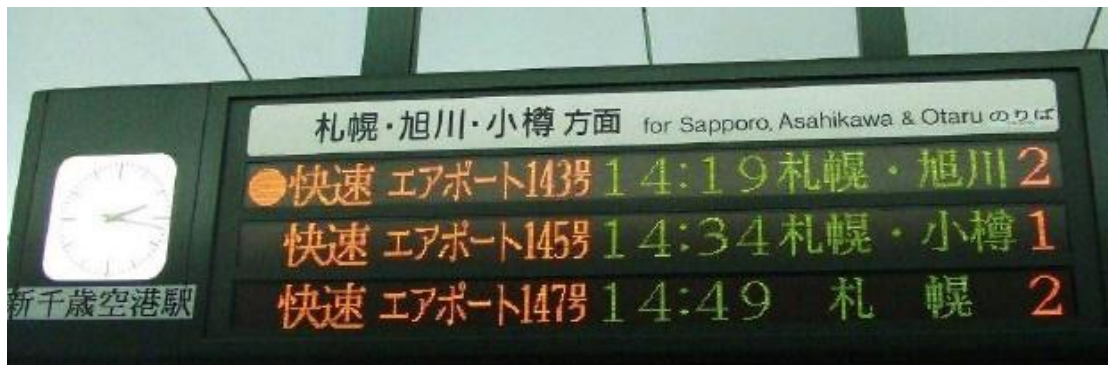 札幌・旭川・小樽 方面 for Sapporo, Asahikawa & Otaru のりば
快速 エアポート143号 14:19 札幌・旭川 2
快速 エアポート145号 14:34 札幌・小樽 1
快速 エアポート147号 14:49 札幌 2
新千歳空港駅